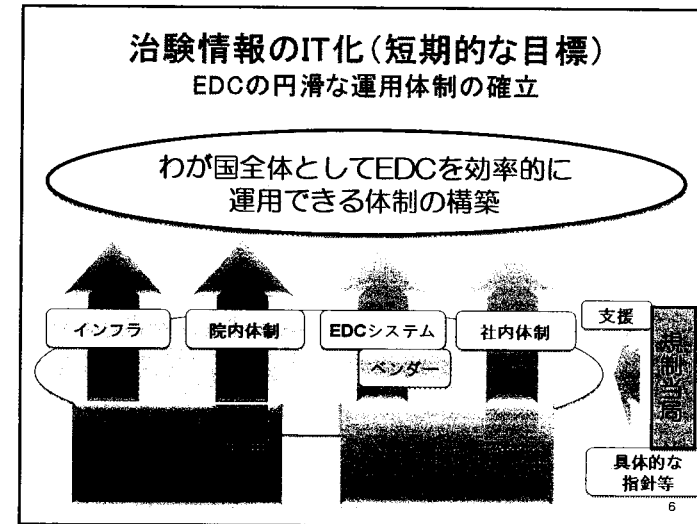 治験情報のIT化(短期的な目標)
EDCの円滑な運用体制の確立
わが国全体としてEDCを効率的に
運用できる体制の構築
インフラ
院内体制
EDCシステム
ベンダー
社内体制
支援
規制当局
具体的な
指針等
6